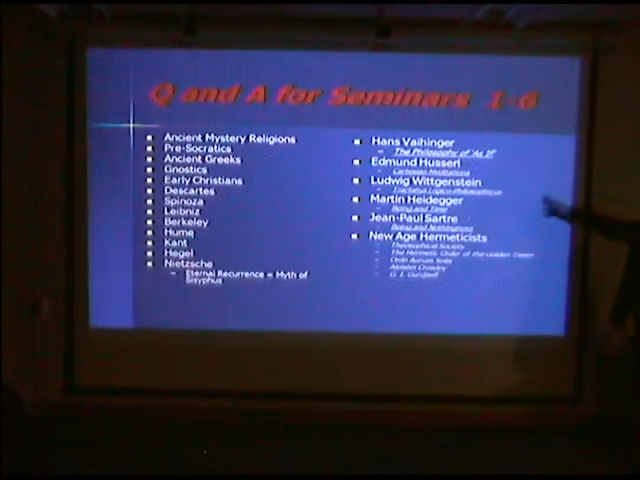 Q and A for Seminars 1-6
Ancient Mystery Religions
Pre-Socratics
Ancient Greeks
Gnostics
Early Christians
Descartes
Spinoza
Leibniz
Berkeley
Hume
Kant
Hegel
Nietzsche
– Eternal Recurrence = Myth of
Sisyphus
Hans Vaihinger
– The Philosophy of "As If"
Edmund Husserl
– Cartesian Meditations
Ludwig Wittgenstein
– Tractatus Logico-Philosophicus
Martin Heidegger
– Being and Time
Jean-Paul Sartre
– Being and Nothingness
New Age Hermeticists
– Theosophical Society
– The Hermetic Order of the Golden Dawn
– Ordo Aurum Solis
– Aleister Crowley
– G. I. Gurdjieff